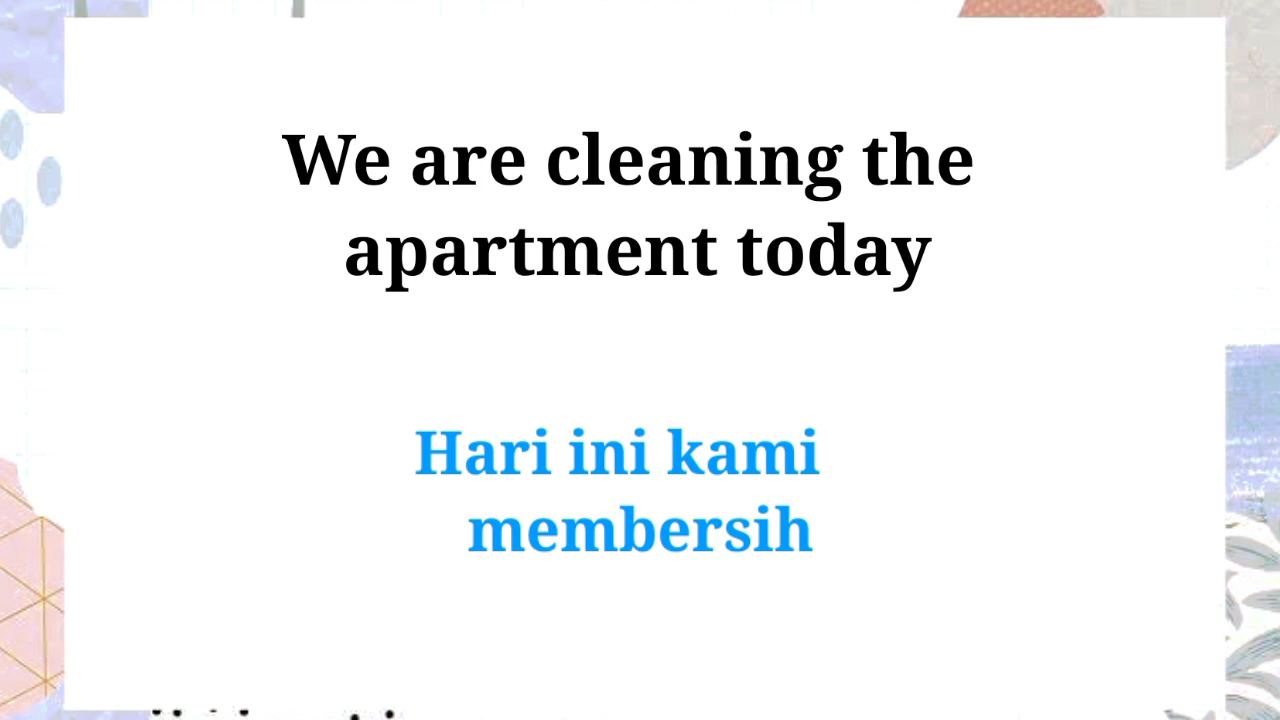 We are cleaning the
apartment today
Hari ini kami
membersih